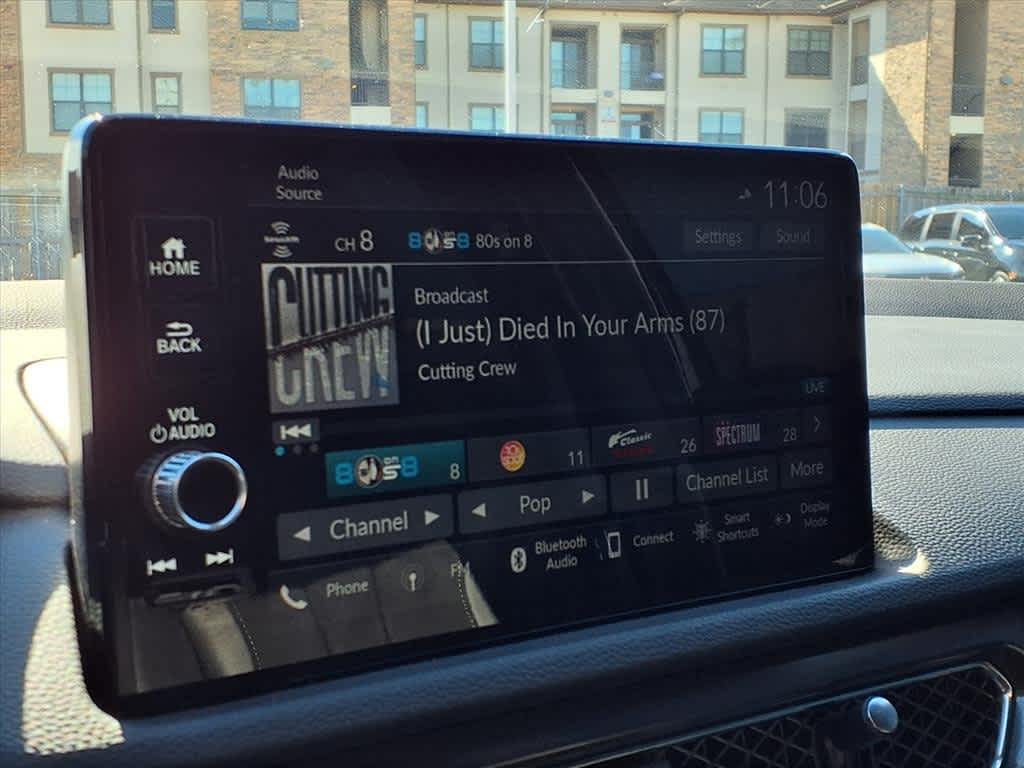 Audio
Source
11:06
SiriusXM
CH 8
8 on 8
80s on 8
Settings
Sound
HOME
CUTTING
CREW
Broadcast
(I Just) Died In Your Arms (87)
Cutting Crew
BACK
LIVE
VOL
AUDIO
8
11
Classic
26
SPECTRUM
28
Channel
Pop
Channel List
More
Bluetooth
Audio
Connect
Smart
Shortcuts
Display
Mode
Phone
FM